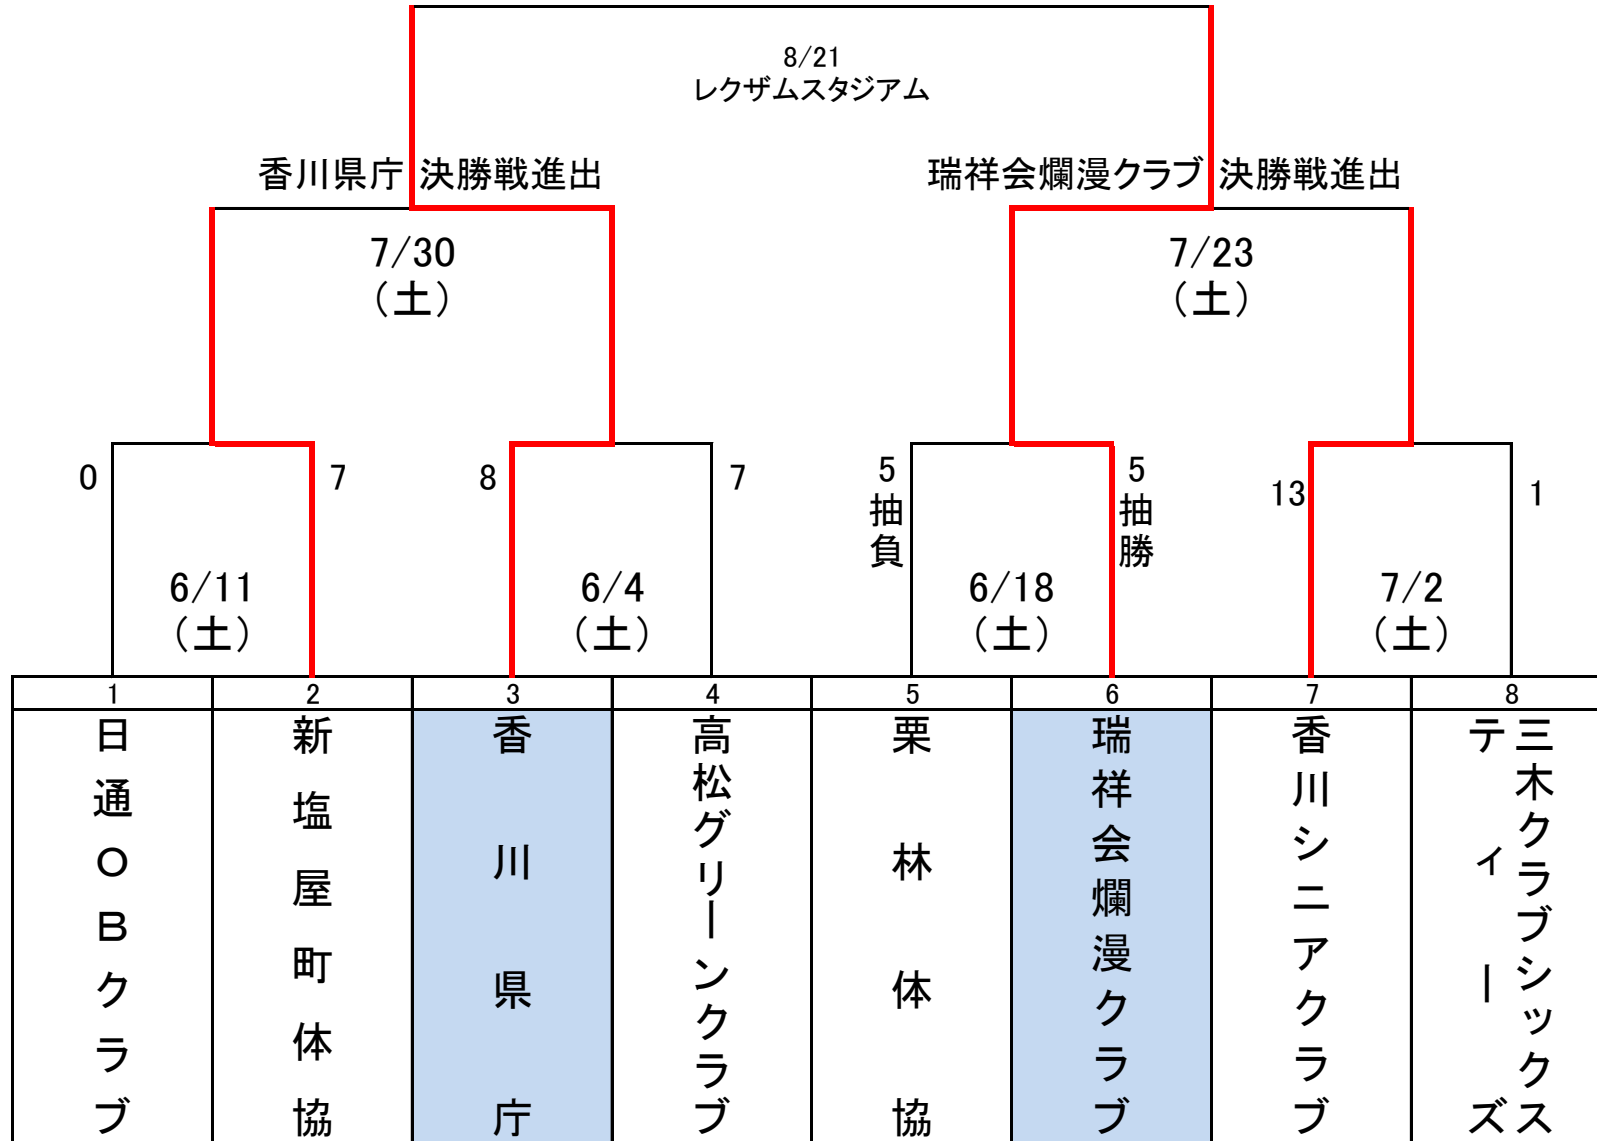 8/21
レクザムスタジアム
香川県庁 決勝戦進出
瑞祥会爛漫クラブ 決勝戦進出
7/30
（土）
7/23
（土）
0
7
8
7
5抽負
5抽勝
13
1
6/11
（土）
6/4
（土）
6/18
（土）
7/2
（土）
1
2
3
4
5
6
7
8
日通ＯＢクラブ
新塩屋町体協
香川県庁
高松グリーンクラブ
栗林体協
瑞祥会爛漫クラブ
香川シニアクラブ
三木クラブシックス
ティーズ